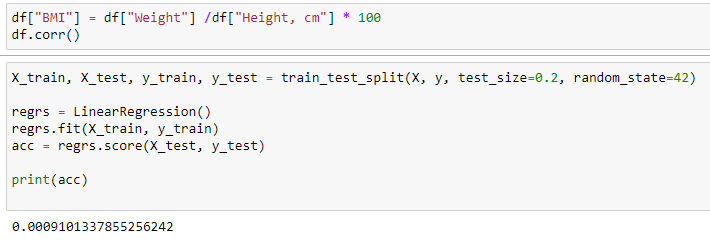 df["BMI"] = df["Weight"] /df["Height, cm"] * 100
df.corr()
X_train, X_test, y_train, y_test = train_test_split(X, y, test_size=0.2, random_state=42)
regrs = LinearRegression()
regrs.fit(X_train, y_train)
acc = regrs.score(X_test, y_test)
print(acc)
0.0009101337855256242